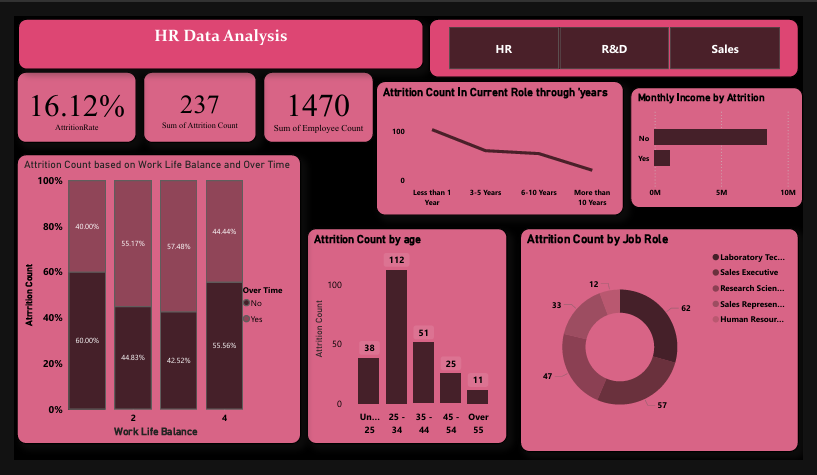 HR Data Analysis
HR
R&D
Sales
16.12%
AttritionRate
237
Sum of Attrition Count
1470
Sum of Employee Count
Attrition Count In Current Role through 'years
100
0
Less than 1
Year
3-5 Years
6-10 Years
More than
10 Years
Monthly Income by Attrition
No
Yes
0M
5M
10M
Attrition Count based on Work Life Balance and Over Time
Atrrition Count
100%
80%
60%
40%
20%
0%
40.00%
55.17%
57.48%
44.44%
60.00%
44.83%
42.52%
55.56%
2
4
Work Life Balance
Over Time
No
Yes
Attrition Count by age
Attrition Count
100
50
0
38
112
51
25
11
Un...
25
25 -
34
35 -
44
45 -
54
Over
55
Attrition Count by Job Role
12
33
62
47
57
Laboratory Tec...
Sales Executive
Research Scien...
Sales Represen...
Human Resour...